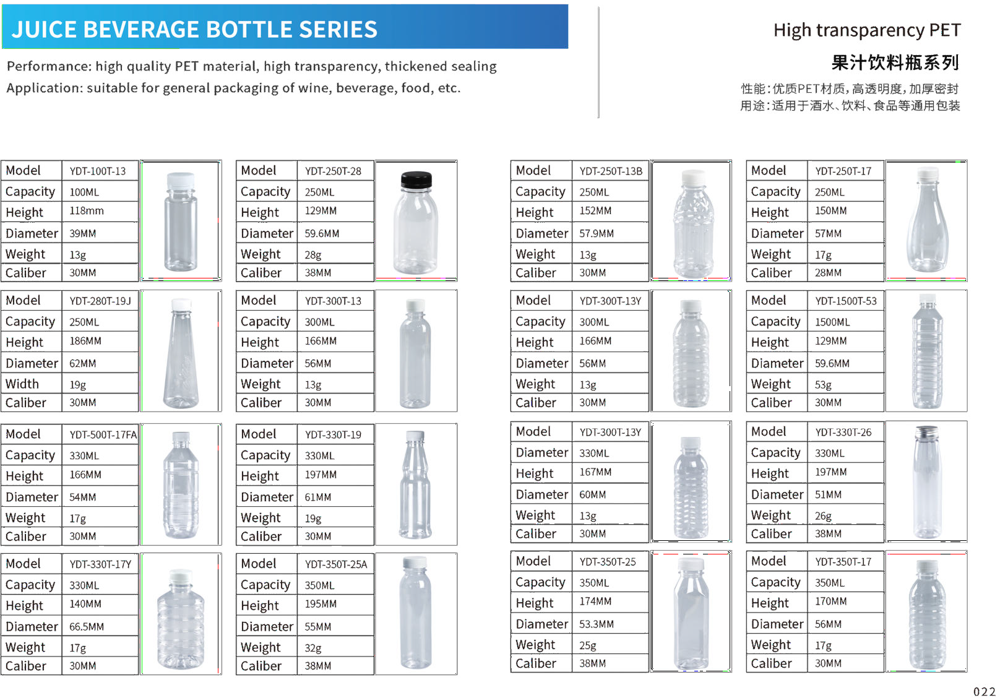 JUICE BEVERAGE BOTTLE SERIES
Performance: high quality PET material, high transparency, thickened sealing
Application: suitable for general packaging of wine, beverage, food, etc.
High transparency PET
果汁饮料瓶系列
性能：优质PET材质，高透明度，加厚密封
用途：适用于酒水、饮料、食品等通用包装
Model YDT-100T-13
Capacity 100ML
Height 118mm
Diameter 39MM
Weight 13g
Caliber 30MM
Model YDT-250T-28
Capacity 250ML
Height 129MM
Diameter 59.6MM
Weight 28g
Caliber 38MM
Model YDT-250T-13B
Capacity 250ML
Height 152MM
Diameter 57.9MM
Weight 13g
Caliber 30MM
Model YDT-250T-17
Capacity 250ML
Height 150MM
Diameter 57MM
Weight 17g
Caliber 28MM
Model YDT-280T-19J
Capacity 250ML
Height 186MM
Diameter 62MM
Width 19g
Caliber 30MM
Model YDT-300T-13
Capacity 300ML
Height 166MM
Diameter 56MM
Weight 13g
Caliber 30MM
Model YDT-300T-13Y
Capacity 300ML
Height 166MM
Diameter 56MM
Weight 13g
Caliber 30MM
Model YDT-1500T-53
Capacity 1500ML
Height 129MM
Diameter 59.6MM
Weight 53g
Caliber 30MM
Model YDT-500T-17FA
Capacity 330ML
Height 166MM
Diameter 54MM
Weight 17g
Caliber 30MM
Model YDT-330T-19
Capacity 330ML
Height 197MM
Diameter 61MM
Weight 19g
Caliber 30MM
Model YDT-300T-13Y
Diameter 330ML
Height 167MM
Diameter 60MM
Weight 13g
Caliber 30MM
Model YDT-330T-26
Capacity 330ML
Height 197MM
Diameter 51MM
Weight 26g
Caliber 38MM
Model YDT-330T-17Y
Capacity 330ML
Height 140MM
Diameter 66.5MM
Weight 17g
Caliber 30MM
Model YDT-350T-25A
Capacity 350ML
Height 195MM
Diameter 55MM
Weight 32g
Caliber 38MM
Model YDT-350T-25
Capacity 350ML
Height 174MM
Diameter 53.3MM
Weight 25g
Caliber 38MM
Model YDT-350T-17
Capacity 350ML
Height 170MM
Diameter 56MM
Weight 17g
Caliber 30MM
022